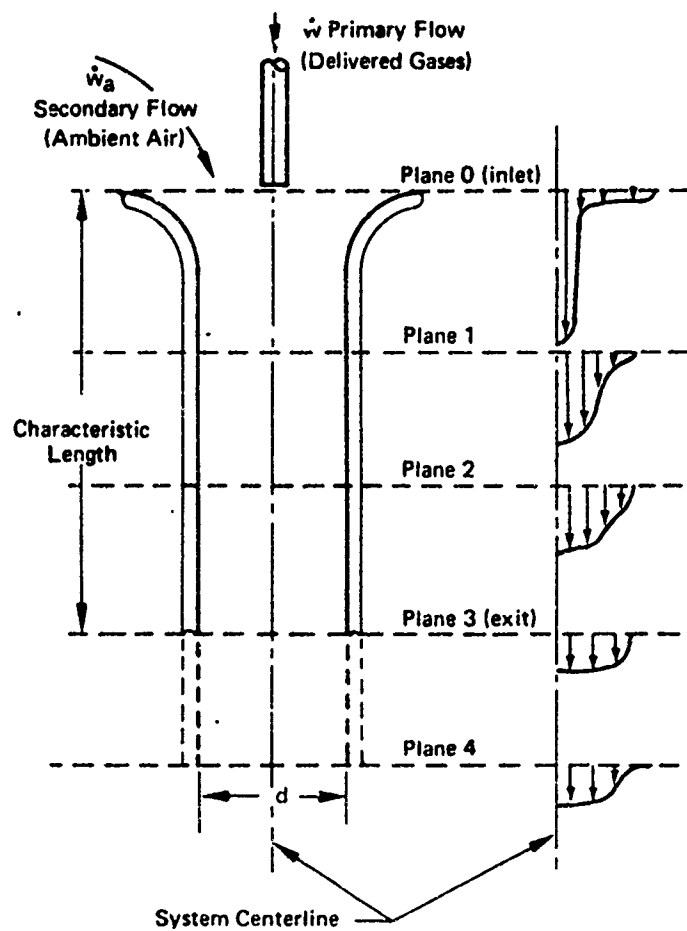 ẇ Primary Flow
(Delivered Gases)
ẇa
Secondary Flow
(Ambient Air)
Plane 0 (inlet)
Plane 1
Characteristic
Length
Plane 2
Plane 3 (exit)
Plane 4
d
System Centerline